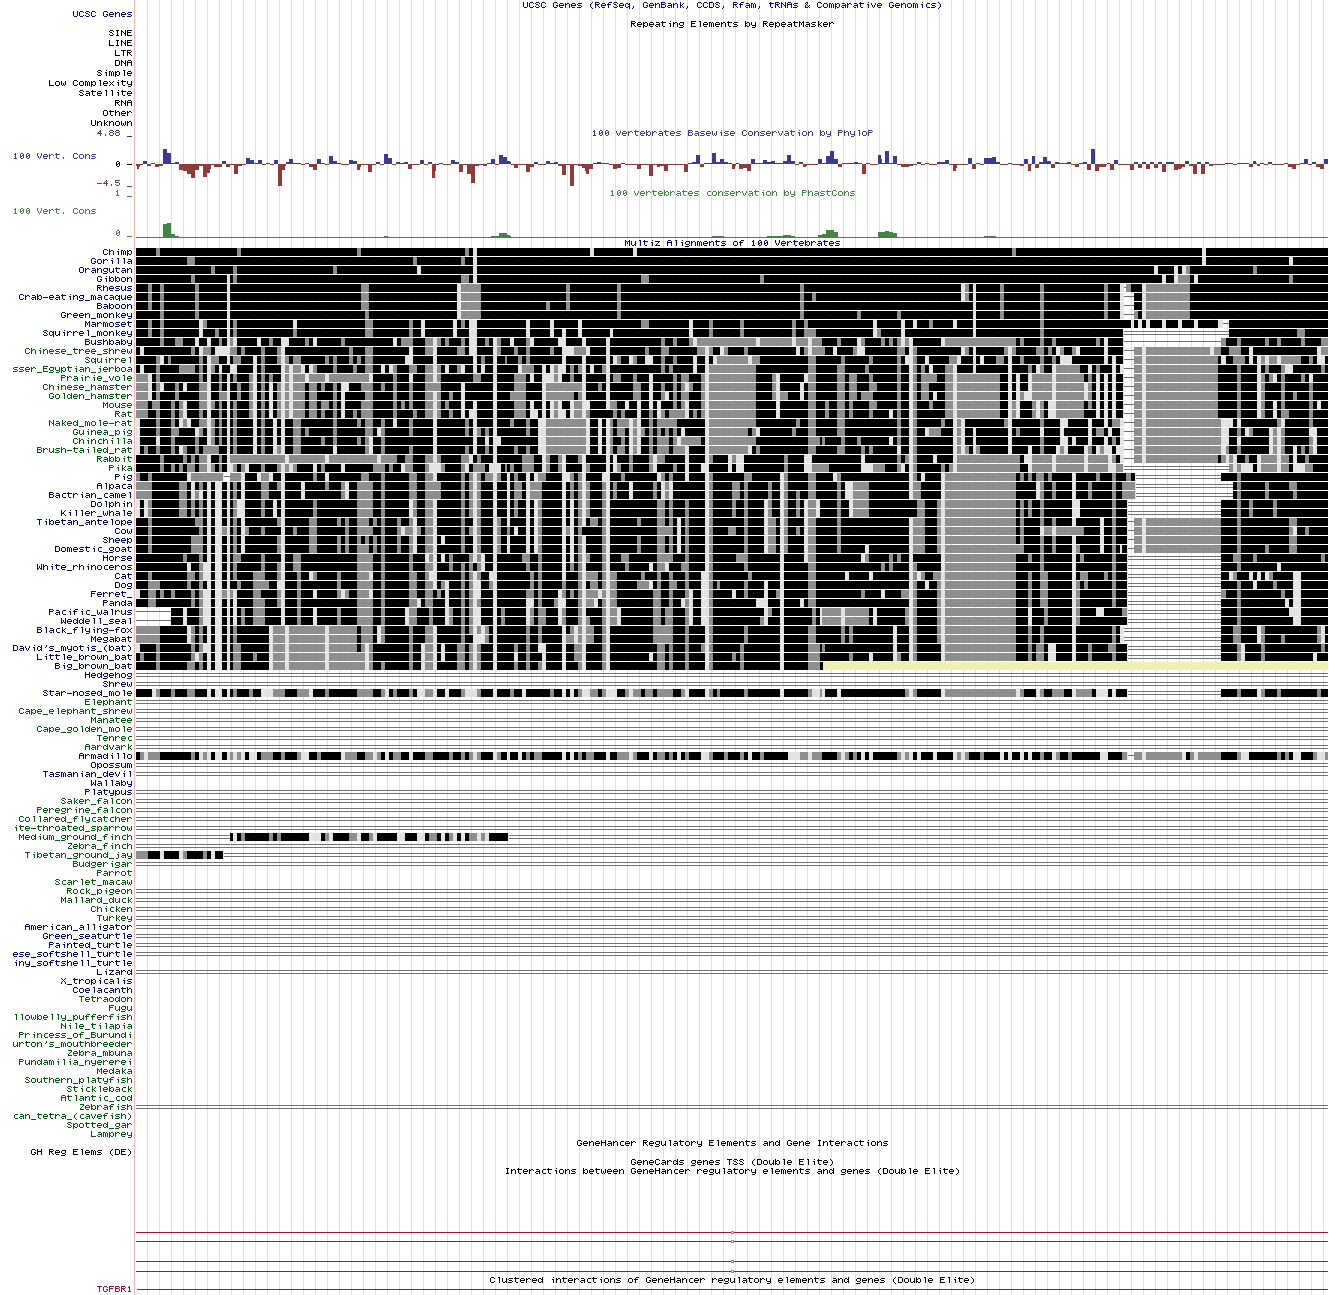 UCSC Genes (RefSeq, GenBank, CCDS, Rfam, tRNAs & Comparative Genomics)
UCSC Genes
Repeating Elements by RepeatMasker
SINE
LINE
LTR
DNA
Simple
Low Complexity
Satellite
RNA
Other
Unknown
4.88 _
100 vertebrates Basewise Conservation by PhyloP
100 Vert. Cons
0 -
-4.5 _
1 _
100 vertebrates conservation by PhastCons
100 Vert. Cons
0 _
Multiz Alignments of 100 Vertebrates
Chimp
Gorilla
Orangutan
Gibbon
Rhesus
Crab-eating_macaque
Baboon
Green_monkey
Marmoset
Squirrel_monkey
Bushbaby
Chinese_tree_shrew
Squirrel
sser_Egyptian_jerboa
Prairie_vole
Chinese_hamster
Golden_hamster
Mouse
Rat
Naked_mole-rat
Guinea_pig
Chinchilla
Brush-tailed_rat
Rabbit
Pika
Pig
Alpaca
Bactrian_camel
Dolphin
Killer_whale
Tibetan_antelope
Cow
Sheep
Domestic_goat
Horse
White_rhinoceros
Cat
Dog
Ferret_
Panda
Pacific_walrus
Weddell_seal
Black_flying-fox
Megabat
David's_myotis_(bat)
Little_brown_bat
Big_brown_bat
Hedgehog
Shrew
Star-nosed_mole
Elephant
Cape_elephant_shrew
Manatee
Cape_golden_mole
Tenrec
Aardvark
Armadillo
Opossum
Tasmanian_devil
Wallaby
Platypus
Saker_falcon
Peregrine_falcon
Collared_flycatcher
ite-throated_sparrow
Medium_ground_finch
Zebra_finch
Tibetan_ground_jay
Budgerigar
Parrot
Scarlet_macaw
Rock_pigeon
Mallard_duck
Chicken
Turkey
American_alligator
Green_seaturtle
Painted_turtle
ese_softshell_turtle
iny_softshell_turtle
Lizard
X_tropicalis
Coelacanth
Tetraodon
Fugu
llowbelly_pufferfish
Nile_tilapia
Princess_of_Burundi
urton's_mouthbreeder
Zebra_mbuna
Pundamilia_nyererei
Medaka
Southern_platyfish
Stickleback
Atlantic_cod
Zebrafish
can_tetra_(cavefish)
Spotted_gar
Lamprey
GeneHancer Regulatory Elements and Gene Interactions
GH Reg Elems (DE)
GeneCards genes TSS (Double Elite)
Interactions between GeneHancer regulatory elements and genes (Double Elite)
Clustered interactions of GeneHancer regulatory elements and genes (Double Elite)
TGFBR1